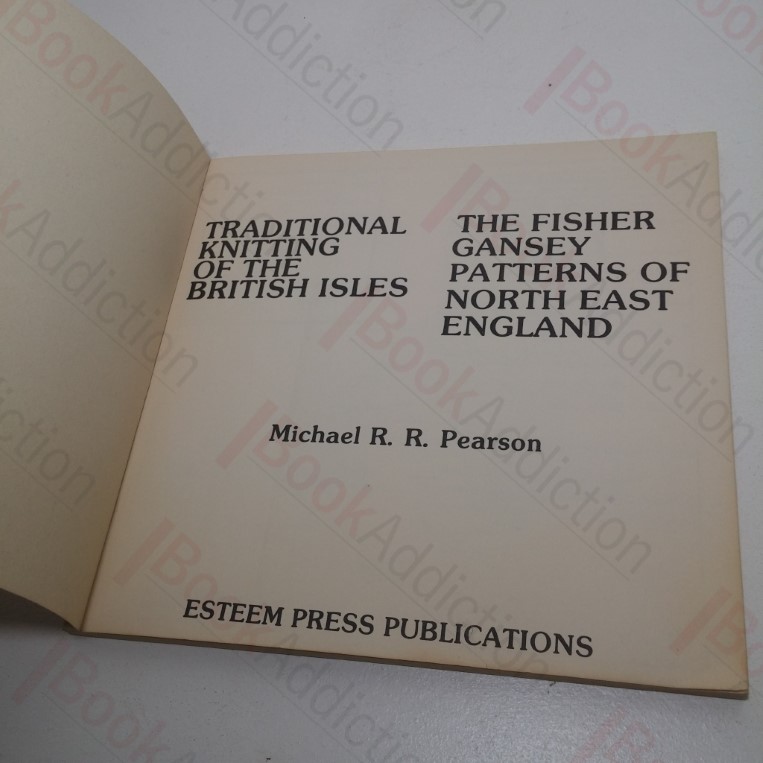 TRADITIONAL
KNITTING
OF THE
BRITISH ISLES
THE FISHER
GANSEY
PATTERNS OF
NORTH EAST
ENGLAND
Michael R. R. Pearson
ESTEEM PRESS PUBLICATIONS
BookAddiction